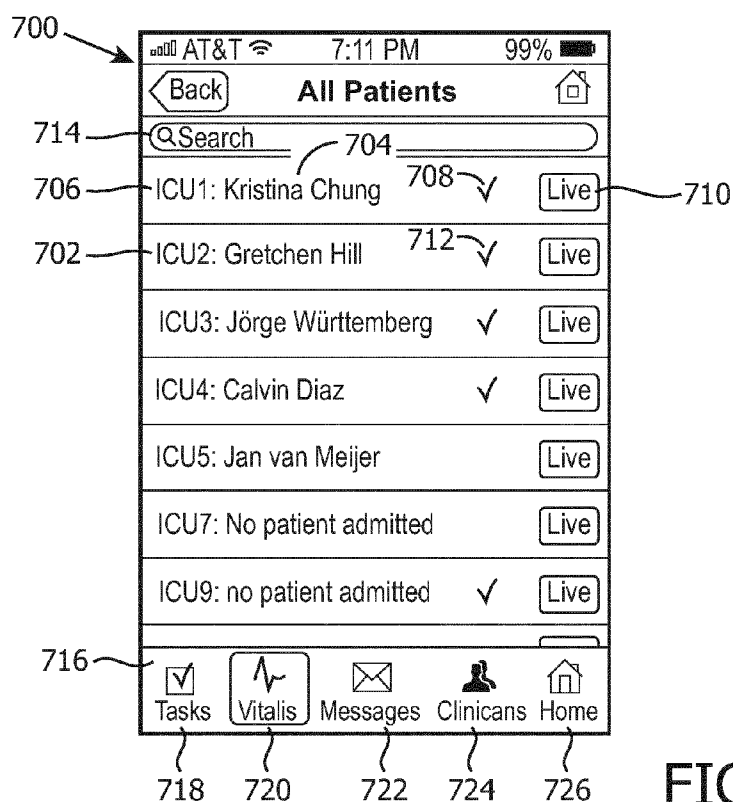 700
AT&T 7:11 PM 99%
Back All Patients
714 Search
704
706 ICU1: Kristina Chung 708 Live 710
702 ICU2: Gretchen Hill 712 Live
ICU3: Jörge Württemberg Live
ICU4: Calvin Diaz Live
ICU5: Jan van Meijer Live
ICU7: No patient admitted Live
ICU9: no patient admitted Live
716
Tasks Vitalis Messages Clinicans Home
718 720 722 724 726 FIG